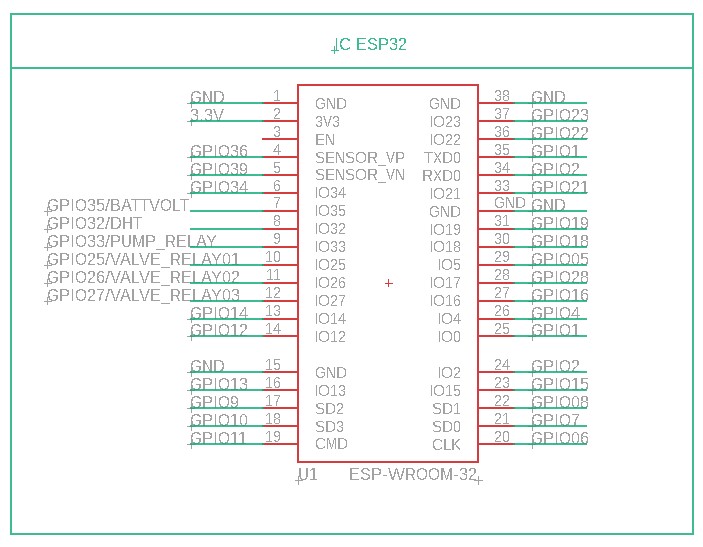 IC ESP32
GND 1 GND GND 38 GND
3.3V 2 3V3 IO23 37 GPIO23
3 EN IO22 36 GPIO22
GPIO36 4 SENSOR_VP TXD0 35 GPIO1
GPIO39 5 SENSOR_VN RXD0 34 GPIO2
GPIO34 6 IO34 IO21 33 GPIO21
GPIO35/BATTVOLT 7 IO35 GND GND GND
GPIO32/DHT 8 IO32 IO19 31 GPIO19
GPIO33/PUMP_RELAY 9 IO33 IO18 30 GPIO18
GPIO25/VALVE_RELAY01 10 IO25 IO5 29 GPIO05
GPIO26/VALVE_RELAY02 11 IO26 IO17 28 GPIO28
GPIO27/VALVE_RELAY03 12 IO27 IO16 27 GPIO16
GPIO14 13 IO14 IO4 26 GPIO4
GPIO12 14 IO12 IO0 25 GPIO1
GND 15 GND IO2 24 GPIO2
GPIO13 16 IO13 IO15 23 GPIO15
GPIO9 17 SD2 SD1 22 GPIO08
GPIO10 18 SD3 SD0 21 GPIO7
GPIO11 19 CMD CLK 20 GPIO06
U1 ESP-WROOM-32